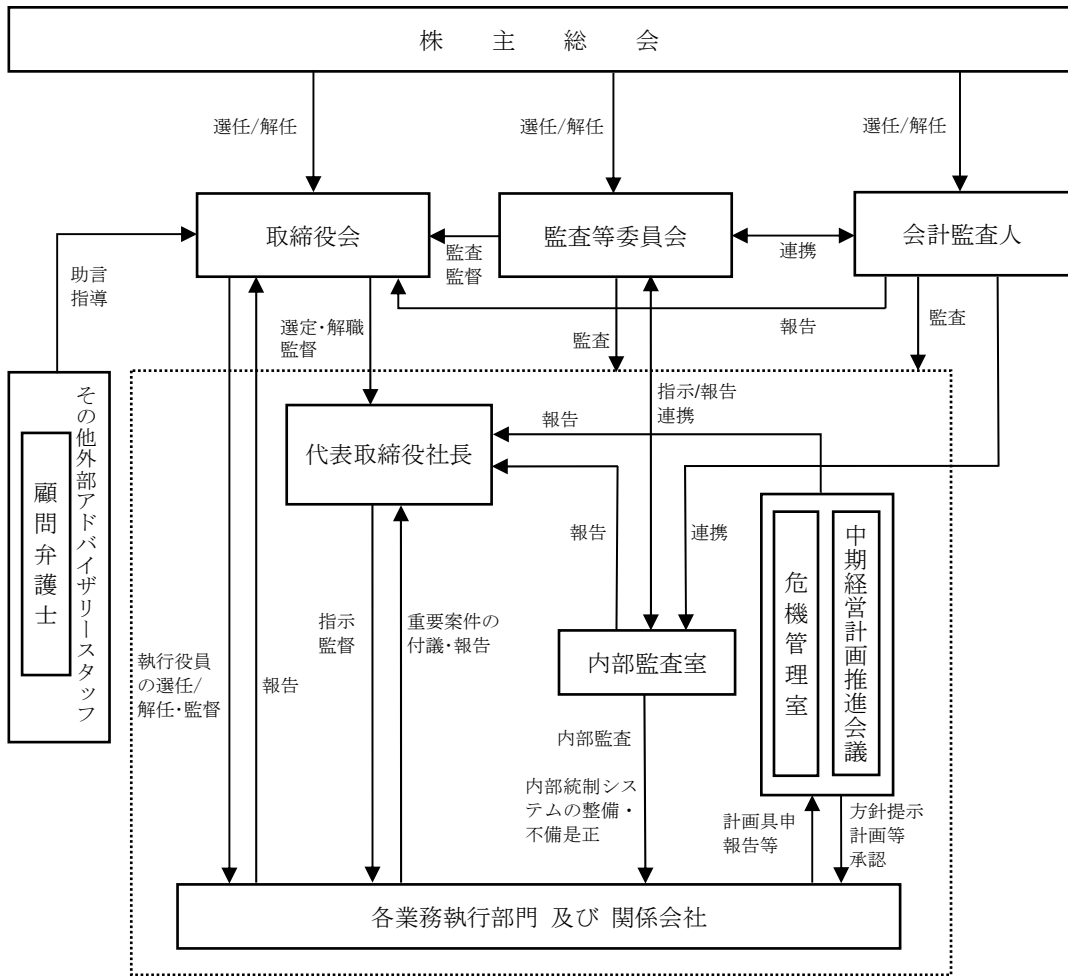 株主総会
選任/解任
選任/解任
選任/解任
取締役会
監査等委員会
会計監査人
監査
監督
連携
助言
指導
選定・解職
監督
監査
報告
監査
その他外部アドバイザリースタッフ
顧問弁護士
指示/報告
連携
代表取締役社長
報告
報告
連携
中期経営計画推進会議
危機管理室
指示
監督
重要案件の
付議・報告
内部監査室
執行役員
の選任/
解任・監督
報告
内部監査
内部統制シス
テムの整備・
不備是正
計画具申
報告等
方針提示
計画等
承認
各業務執行部門 及び 関係会社